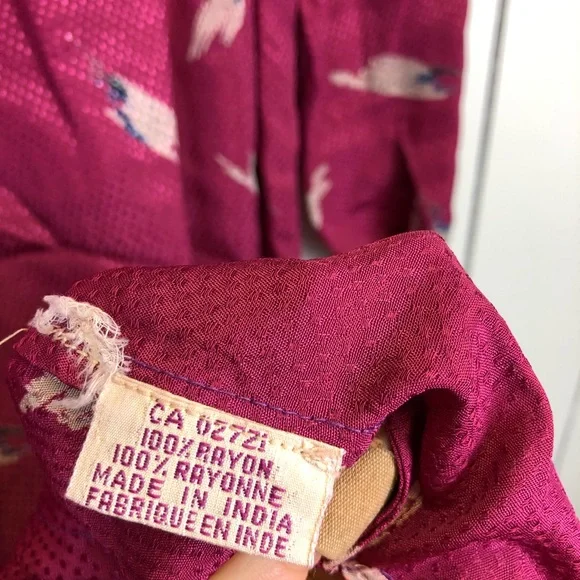 CA 02721
100% RAYON
100% RAYONNE
MADE IN INDIA
FABRIQUE EN INDE